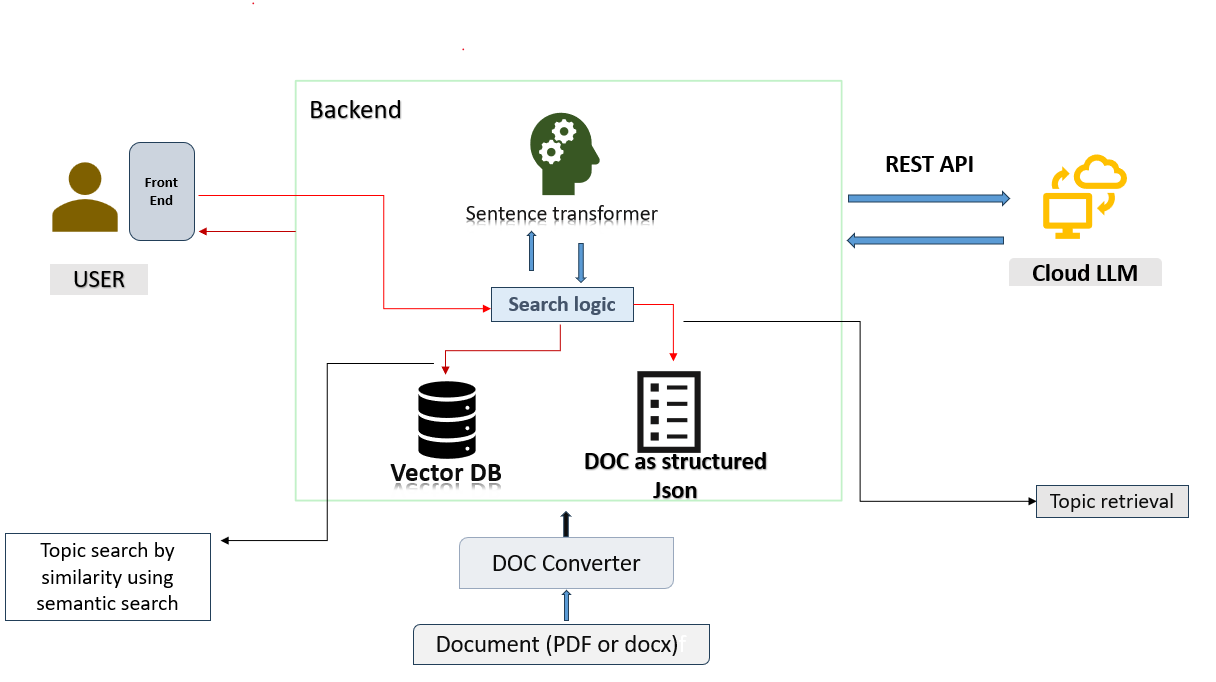 Backend
REST API
Front
End
Sentence transformer
USER
Cloud LLM
Search logic
Vector DB
DOC as structured
Json
Topic retrieval
Topic search by
similarity using
semantic search
DOC Converter
Document (PDF or docx)